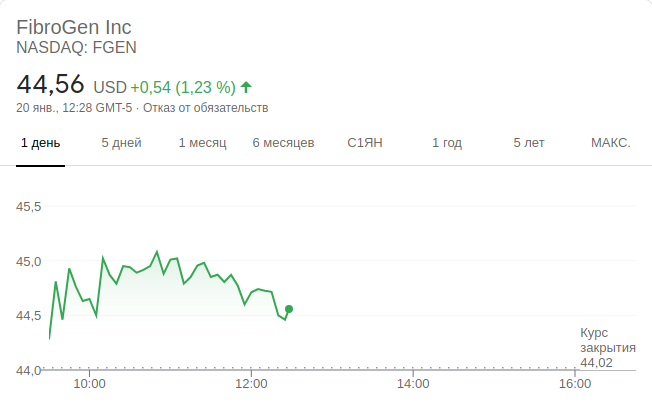 FibroGen Inc
NASDAQ: FGEN
44,56 USD +0,54 (1,23 %)
20 янв., 12:28 GMT-5 · Отказ от обязательств
1 день 5 дней 1 месяц 6 месяцев С1ЯН 1 год 5 лет МАКС.
45,5
45,0
44,5
Курс
закрытия
44,02
44,0
10:00 12:00 14:00 16:00